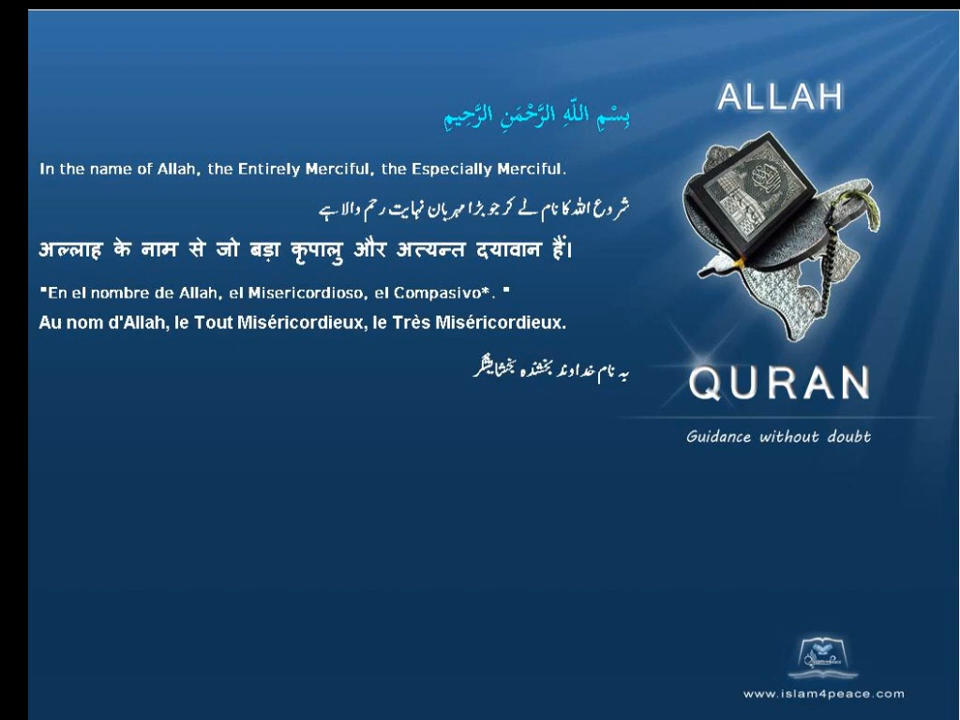 بِسْمِ اللّهِ الرَّحْمَنِ الرَّحِيمِ
In the name of Allah, the Entirely Merciful, the Especially Merciful.
شروع الله کا نام لے کر جو بڑا مہربان نہایت رحم والا ہے
अल्लाह के नाम से जो बड़ा कृपालु और अत्यन्त दयावान हैं।
"En el nombre de Allah, el Misericordioso, el Compasivo*. "
Au nom d'Allah, le Tout Miséricordieux, le Très Miséricordieux.
به نام خداوند بخشنده بخشایشگر
ALLAH
QURAN
Guidance without doubt
www.islam4peace.com